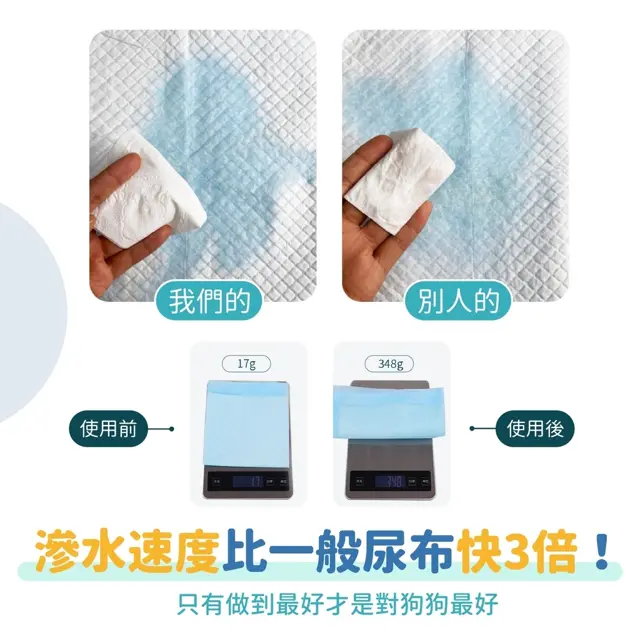 我們的
別人的
17g
348g
使用前
使用後
滲水速度比一般尿布快3倍！
只有做到最好才是對狗狗最好